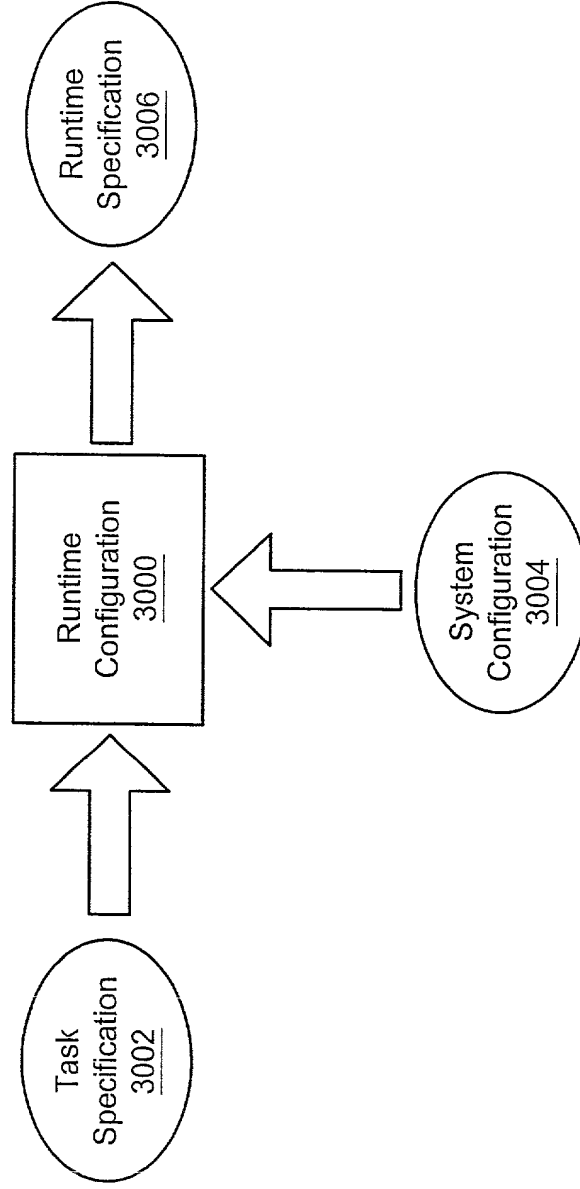 Task
Specification
3002
Runtime
Configuration
3000
System
Configuration
3004
Runtime
Specification
3006